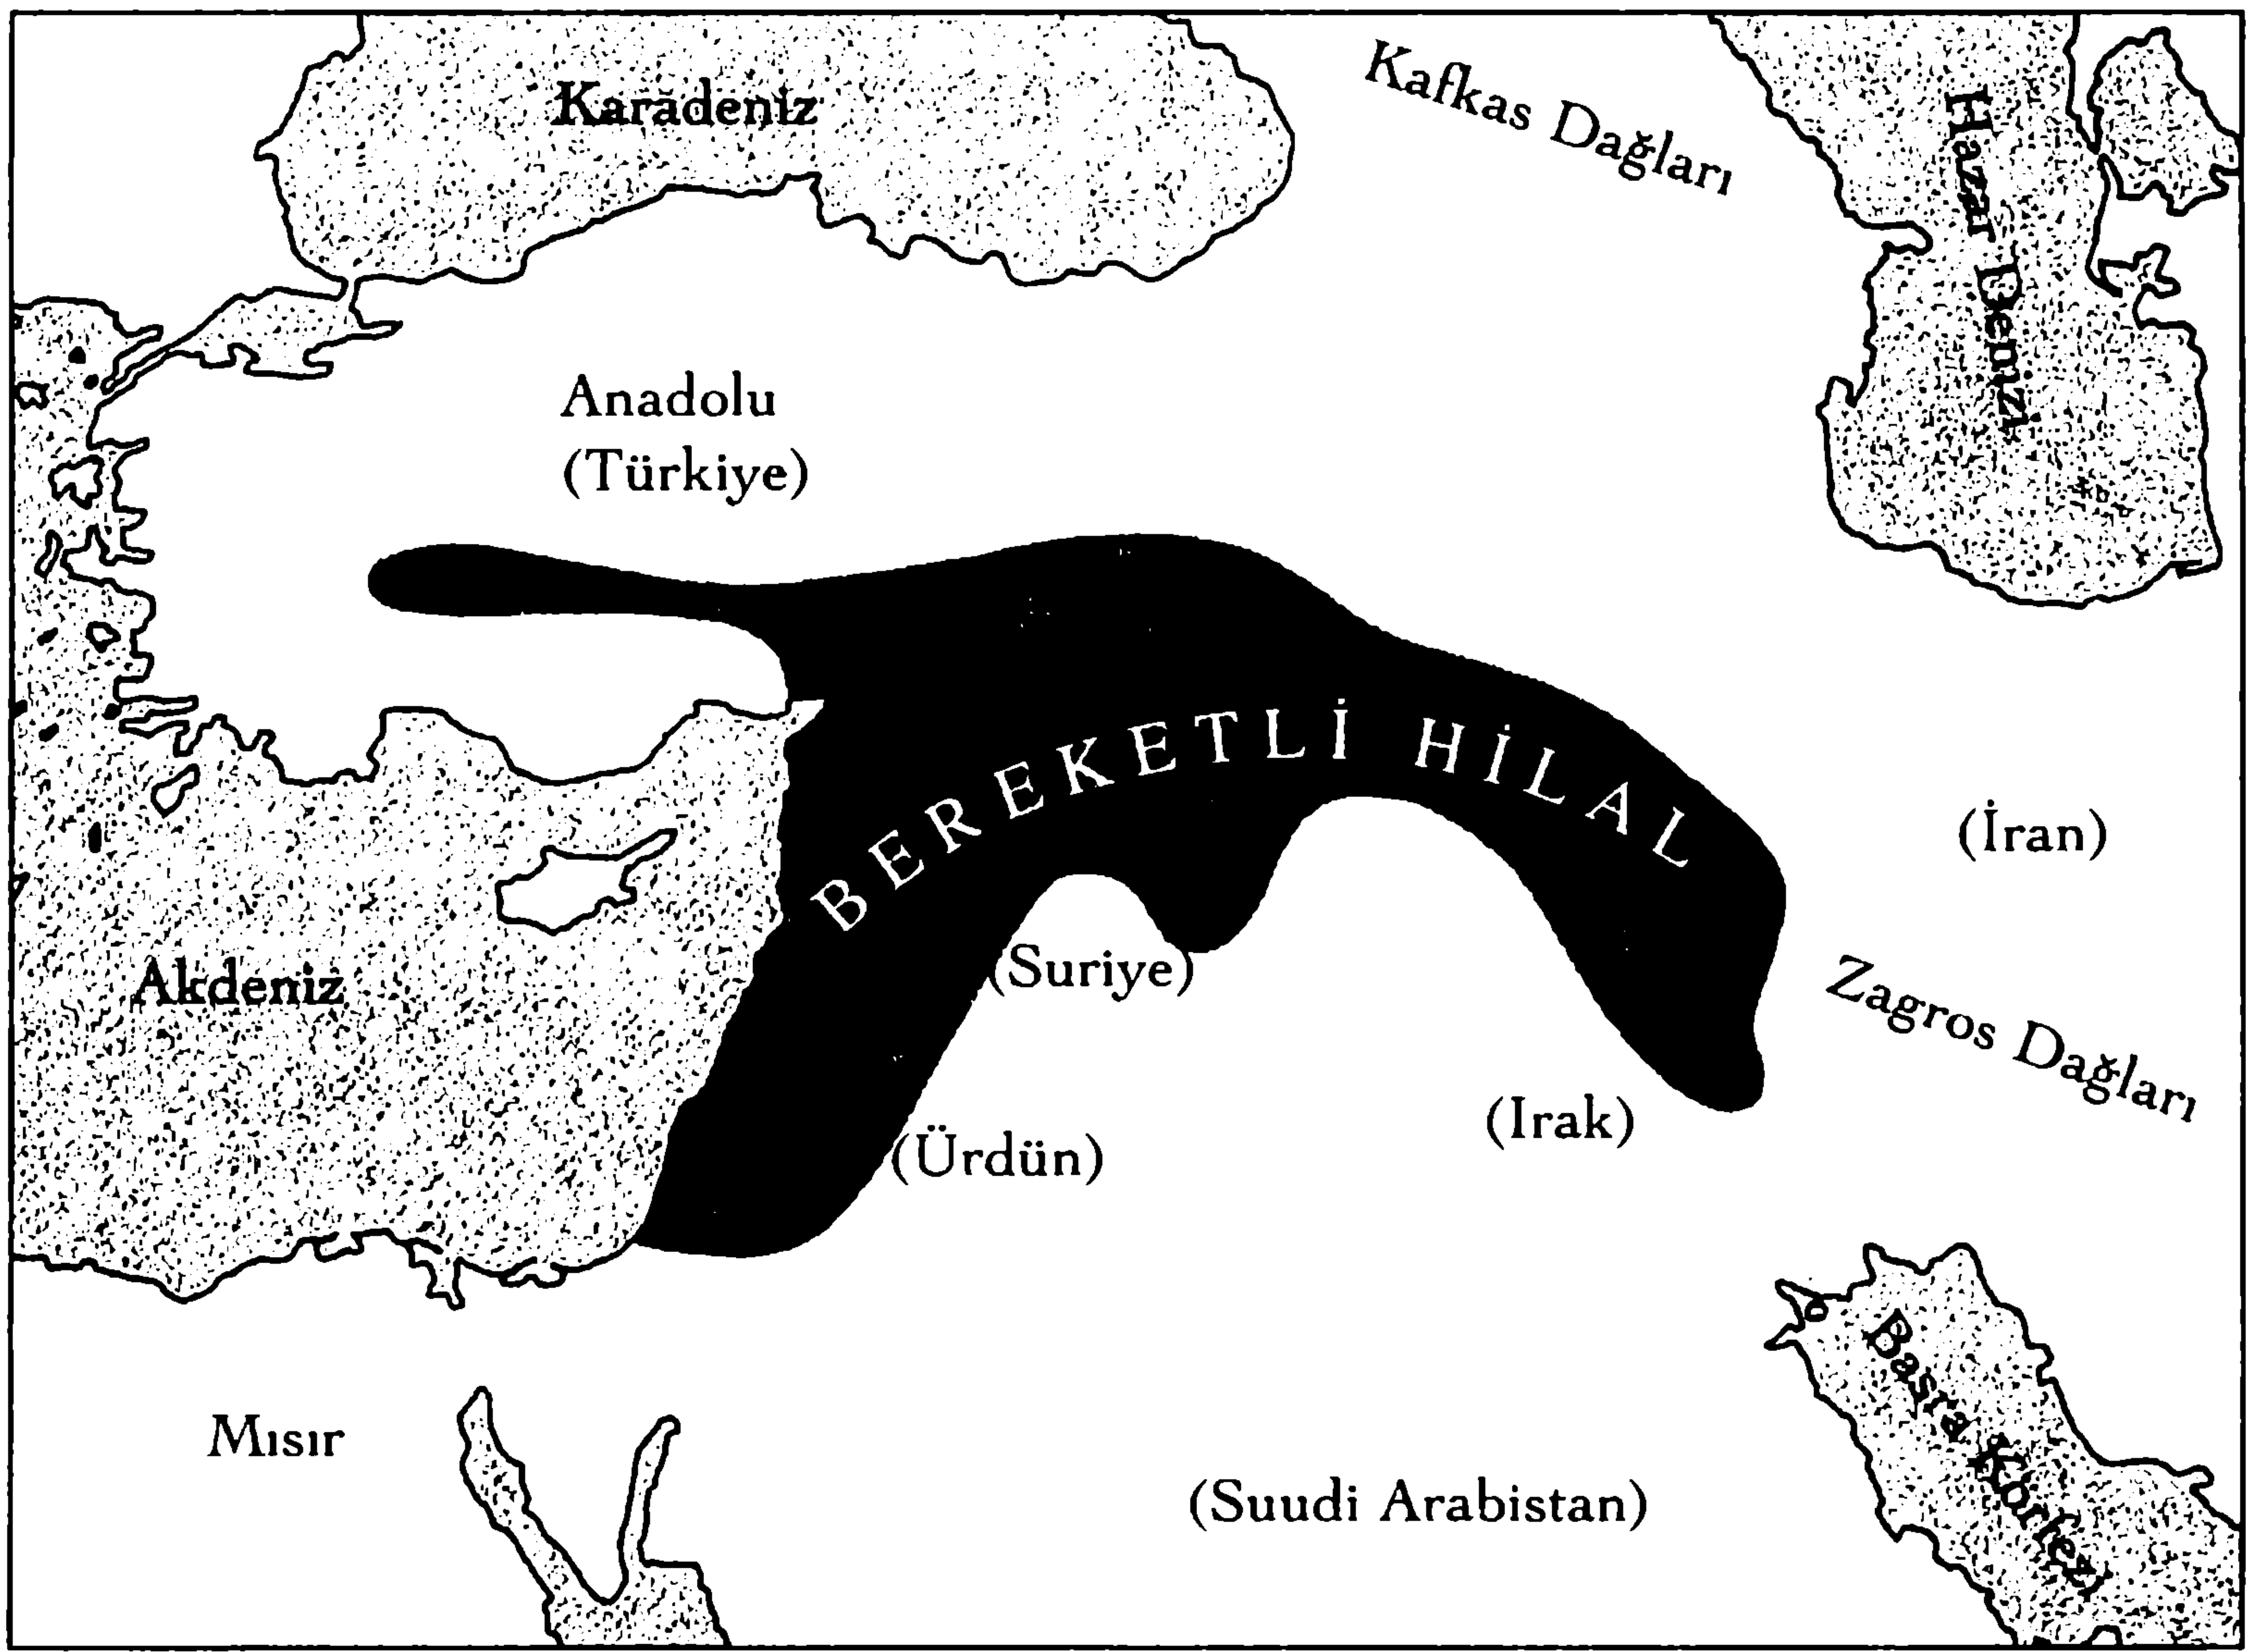 Karadeniz
Kafkas Dağları
Hazar Denizi
Anadolu
(Türkiye)
BEREKETLİ HİLAL
(İran)
(Suriye)
Akdeniz
Zagros Dağları
(Irak)
(Ürdün)
Basra Körfezi
Mısır
(Suudi Arabistan)